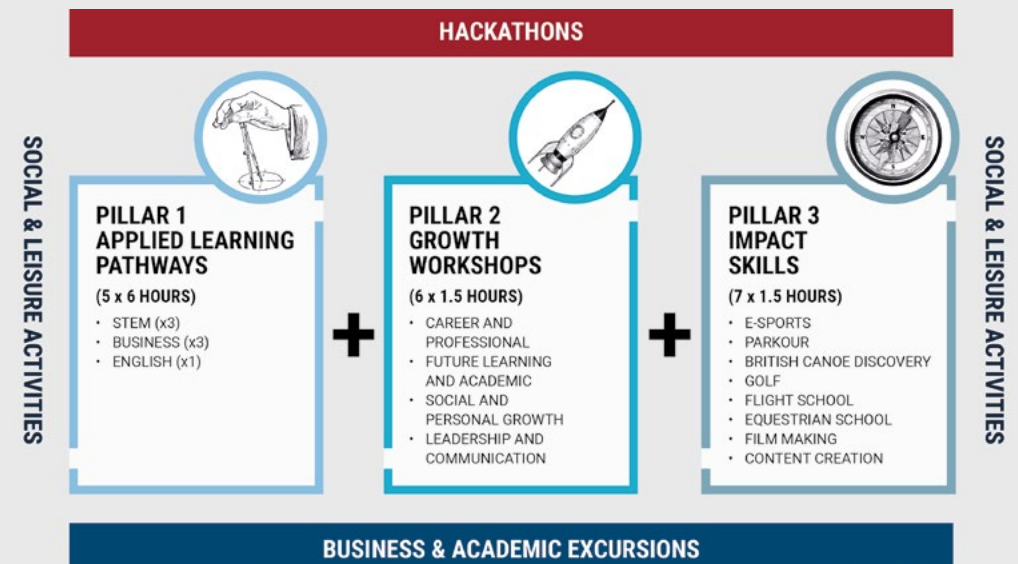 HACKATHONS
SOCIAL & LEISURE ACTIVITIES
PILLAR 1
APPLIED LEARNING
PATHWAYS
(5 x 6 HOURS)
• STEM (x3)
• BUSINESS (x3)
• ENGLISH (x1)
+
PILLAR 2
GROWTH
WORKSHOPS
(6 x 1.5 HOURS)
• CAREER AND
PROFESSIONAL
• FUTURE LEARNING
AND ACADEMIC
• SOCIAL AND
PERSONAL GROWTH
• LEADERSHIP AND
COMMUNICATION
+
PILLAR 3
IMPACT
SKILLS
(7 x 1.5 HOURS)
• E-SPORTS
• PARKOUR
• BRITISH CANOE DISCOVERY
• GOLF
• FLIGHT SCHOOL
• EQUESTRIAN SCHOOL
• FILM MAKING
• CONTENT CREATION
SOCIAL & LEISURE ACTIVITIES
BUSINESS & ACADEMIC EXCURSIONS